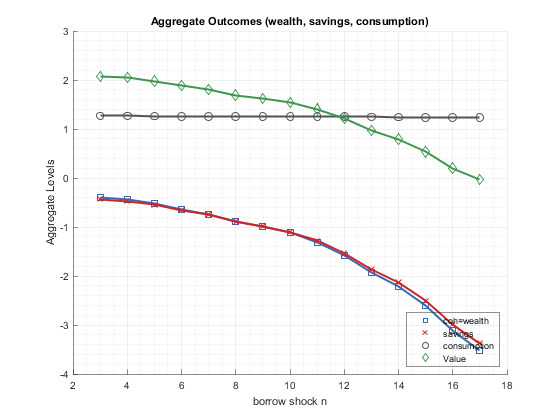 Aggregate Outcomes (wealth, savings, consumption)
3
2
1
0
-1
-2
-3
-4
Aggregate Levels
2
4
6
8
10
12
14
16
18
borrow shock n
coh=wealth
savings
consumption
Value